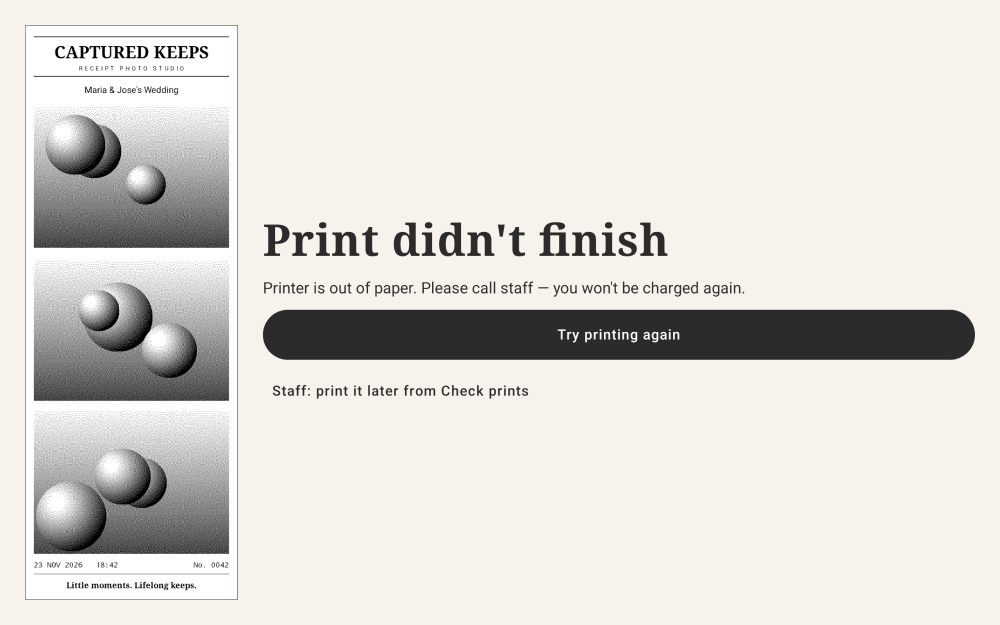 CAPTURED KEEPS
RECEIPT PHOTO STUDIO
Maria & Jose's Wedding
23 NOV 2026 18:42 No. 0042
Little moments. Lifelong keeps.
Print didn't finish
Printer is out of paper. Please call staff — you won't be charged again.
Try printing again
Staff: print it later from Check prints